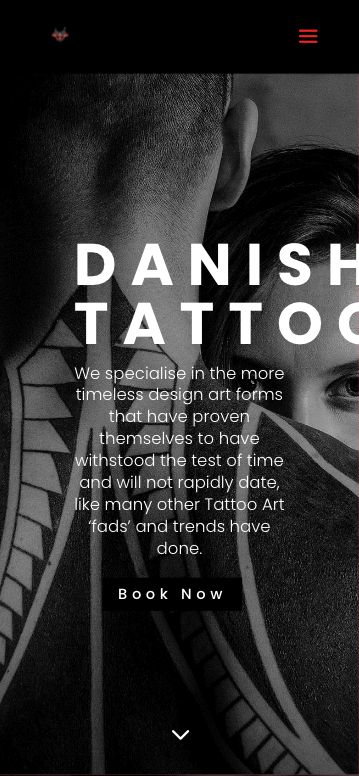 DANISH
TATTOO
We specialise in the more
timeless design art forms
that have proven
themselves to have
withstood the test of time
and will not rapidly date,
like many other Tattoo Art
‘fads’ and trends have
done.
Book Now